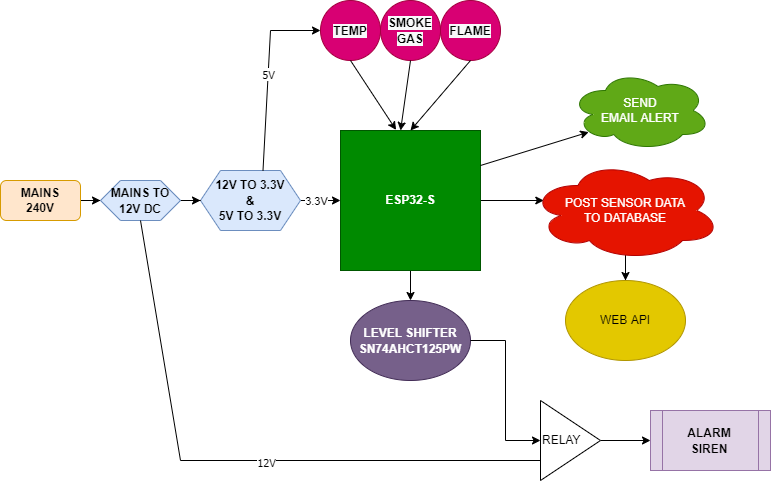 TEMP
SMOKE
GAS
FLAME
5V
SEND
EMAIL ALERT
MAINS
240V
MAINS TO
12V DC
12V TO 3.3V
&
5V TO 3.3V
3.3V
ESP32-S
POST SENSOR DATA
TO DATABASE
WEB API
LEVEL SHIFTER
SN74AHCT125PW
RELAY
ALARM
SIREN
12V